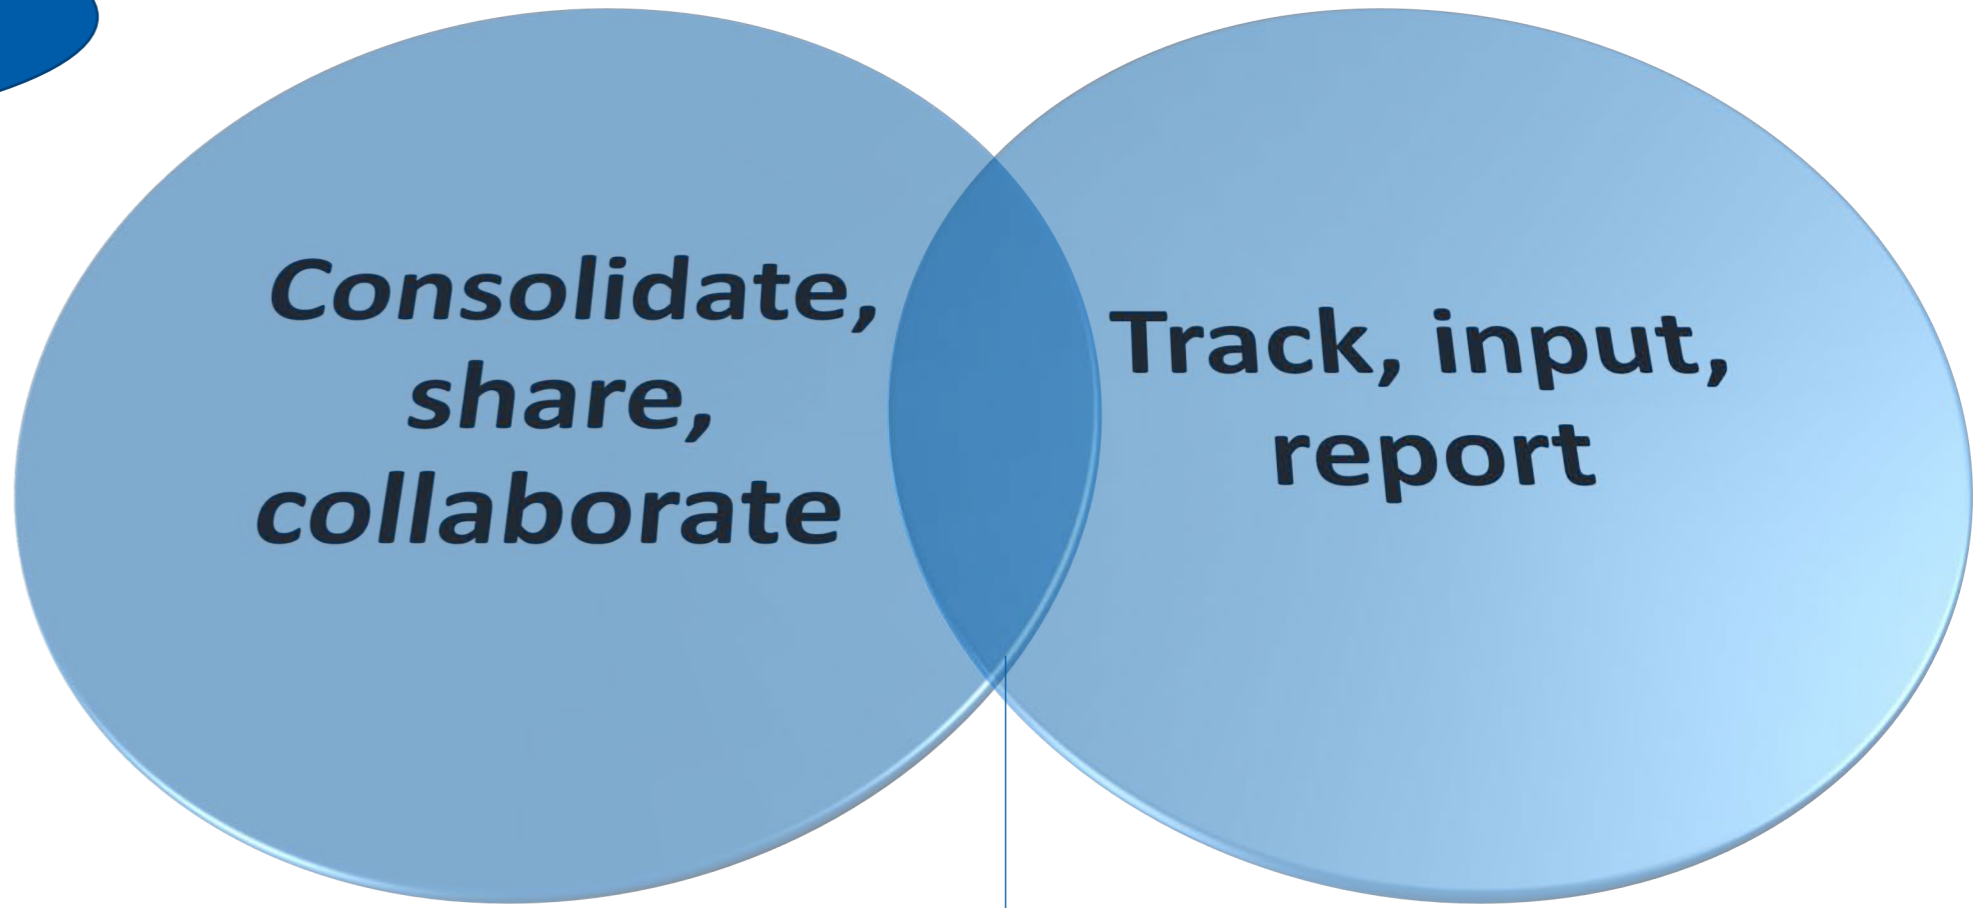 Consolidate,
share,
collaborate
Track, input,
report